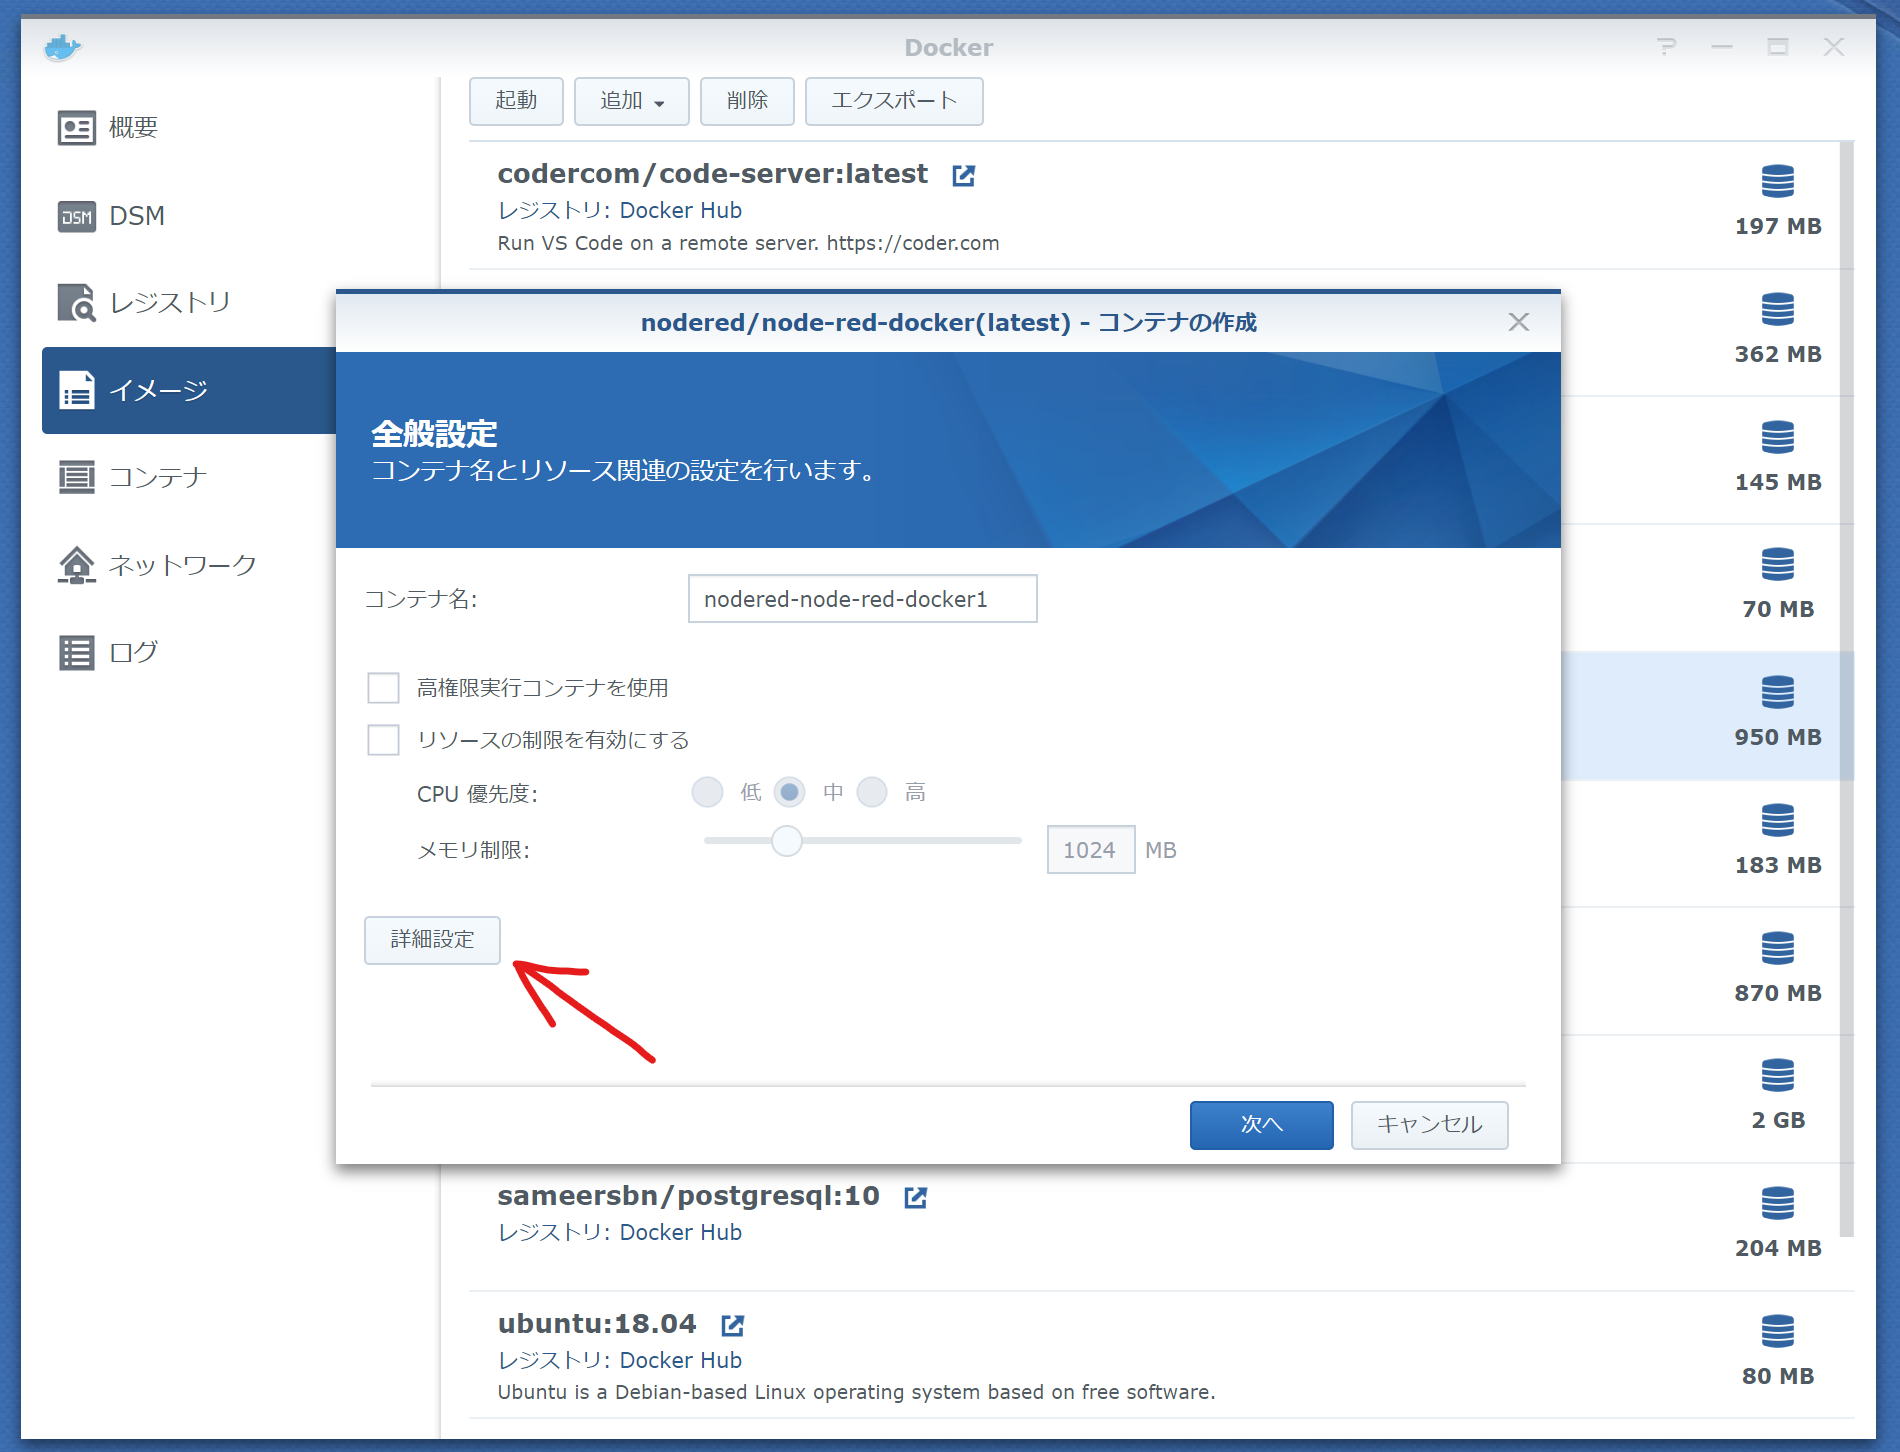 Docker
概要
DSM
DSM
レジストリ
イメージ
コンテナ
ネットワーク
ログ
起動 追加 削除 エクスポート
codercom/code-server:latest
レジストリ: Docker Hub
Run VS Code on a remote server. https://coder.com
197 MB
362 MB
145 MB
70 MB
950 MB
183 MB
870 MB
2 GB
nodered/node-red-docker(latest) - コンテナの作成
全般設定
コンテナ名とリソース関連の設定を行います。
コンテナ名: nodered-node-red-docker1
高権限実行コンテナを使用
リソースの制限を有効にする
CPU 優先度: 低 中 高
メモリ制限: 1024 MB
詳細設定
次へ キャンセル
sameersbn/postgresql:10
レジストリ: Docker Hub
204 MB
ubuntu:18.04
レジストリ: Docker Hub
Ubuntu is a Debian-based Linux operating system based on free software.
80 MB